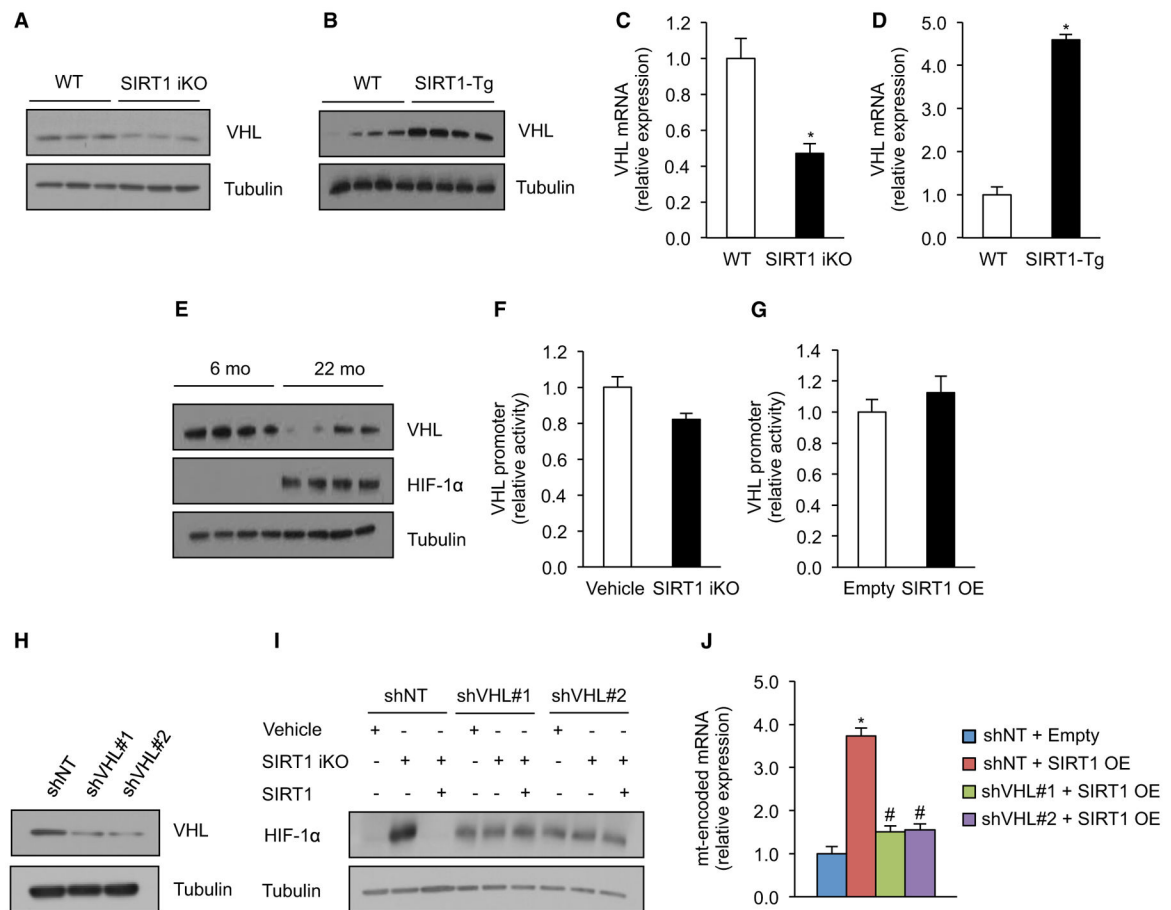 A
WT SIRT1 iKO
VHL
Tubulin
B
WT SIRT1-Tg
VHL
Tubulin
C
VHL mRNA
(relative expression)
1.2
1.0
0.8
0.6
0.4
0.2
0.0
*
WT SIRT1 iKO
D
VHL mRNA
(relative expression)
5.0
4.0
3.0
2.0
1.0
0.0
*
WT SIRT1-Tg
E
6 mo 22 mo
VHL
HIF-1α
Tubulin
F
VHL promoter
(relative activity)
1.2
1.0
0.8
0.6
0.4
0.2
0.0
Vehicle SIRT1 iKO
G
VHL promoter
(relative activity)
1.4
1.2
1.0
0.8
0.6
0.4
0.2
0.0
Empty SIRT1 OE
H
shNT
shVHL#1
shVHL#2
VHL
Tubulin
I
shNT shVHL#1 shVHL#2
Vehicle + - - + - - + - -
SIRT1 iKO - + + - + + - + +
SIRT1 - - + - - + - - +
HIF-1α
Tubulin
J
mt-encoded mRNA
(relative expression)
5.0
4.0
3.0
2.0
1.0
0.0
*
# #
shNT + Empty
shNT + SIRT1 OE
shVHL#1 + SIRT1 OE
shVHL#2 + SIRT1 OE